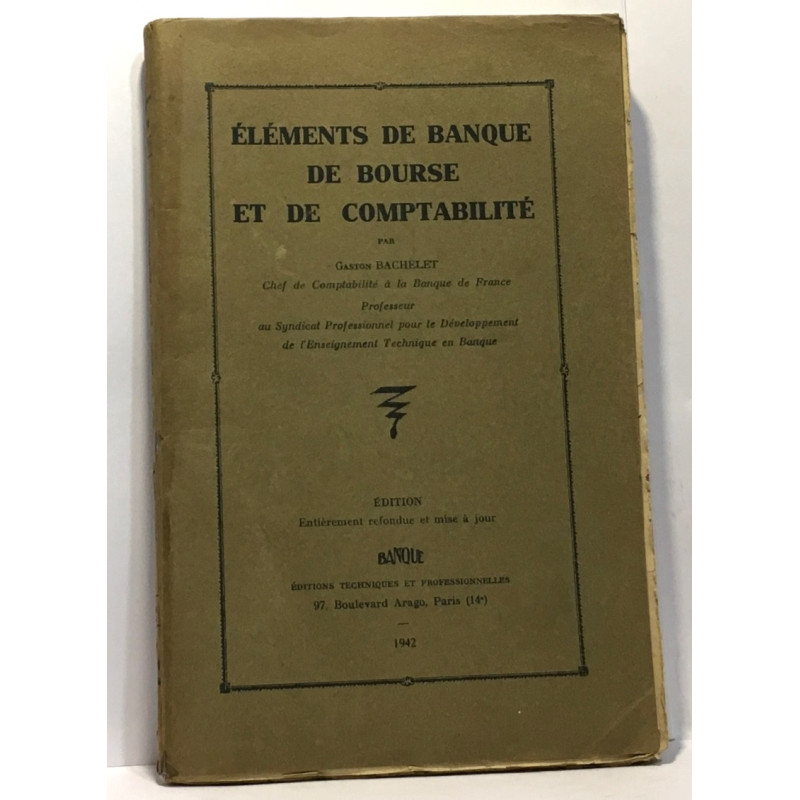 ÉLÉMENTS DE BANQUE
DE BOURSE
ET DE COMPTABILITÉ
PAR
GASTON BACHELET
Chef de Comptabilité à la Banque de France
Professeur
au Syndicat Professionnel pour le Développement
de l'Enseignement Technique en Banque
ÉDITION
Entièrement refondue et mise à jour
BANQUE
ÉDITIONS TECHNIQUES ET PROFESSIONNELLES
97, Boulevard Arago, Paris (14e)
1942